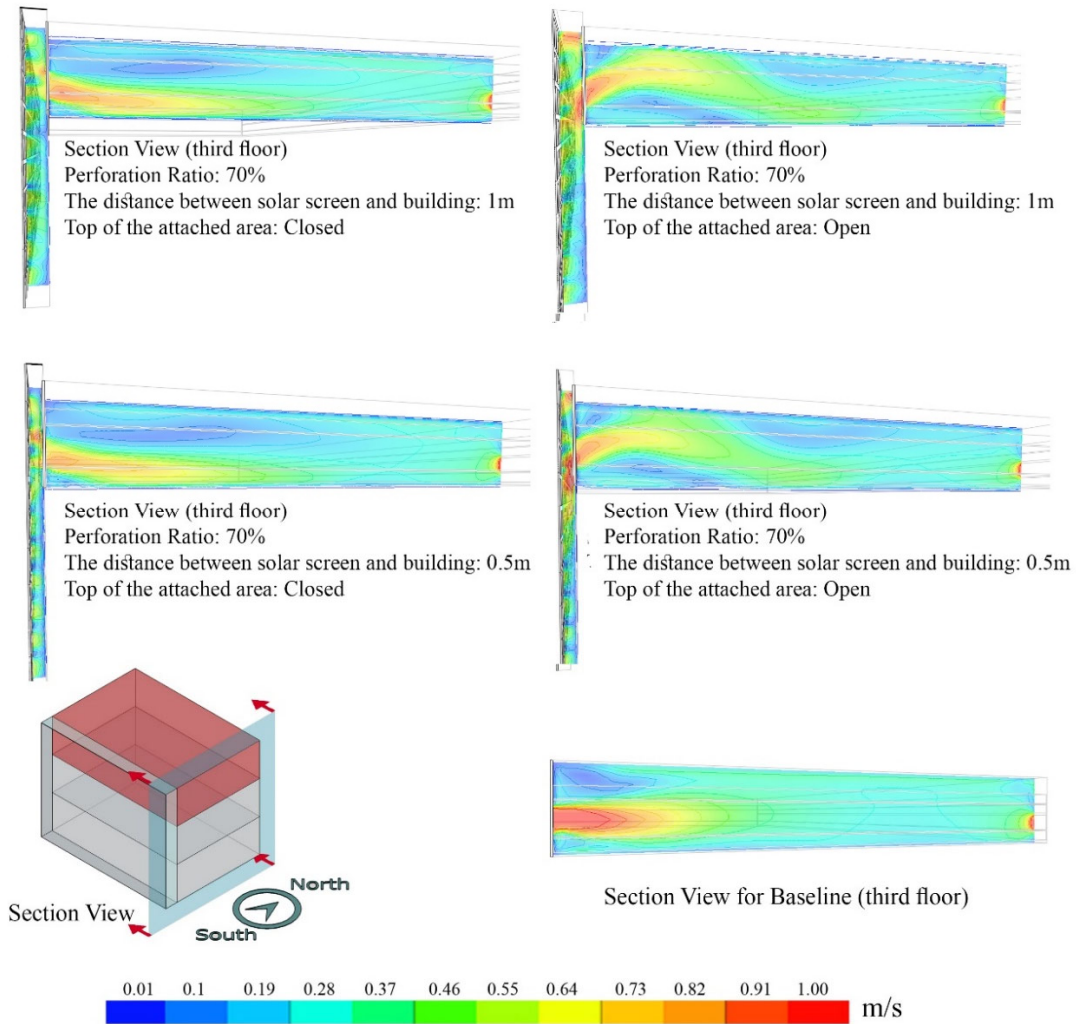 Section View (third floor)
Perforation Ratio: 70%
The distance between solar screen and building: 1m
Top of the attached area: Closed
Section View (third floor)
Perforation Ratio: 70%
The distance between solar screen and building: 1m
Top of the attached area: Open
Section View (third floor)
Perforation Ratio: 70%
The distance between solar screen and building: 0.5m
Top of the attached area: Closed
Section View (third floor)
Perforation Ratio: 70%
The distance between solar screen and building: 0.5m
Top of the attached area: Open
North
Section View
South
Section View for Baseline (third floor)
0.01 0.1 0.19 0.28 0.37 0.46 0.55 0.64 0.73 0.82 0.91 1.00
m/s